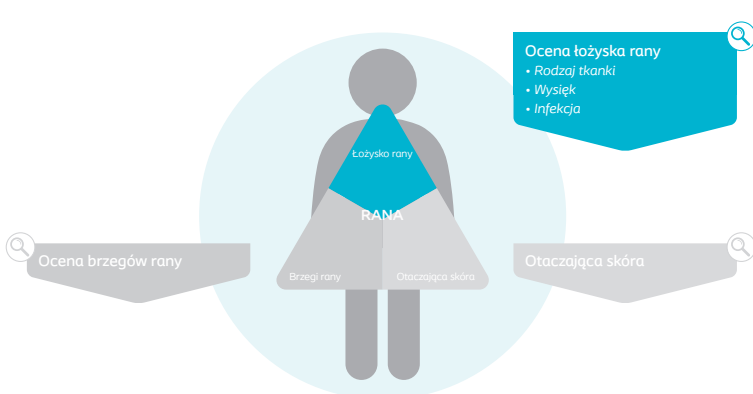 Ocena łożyska rany
• Rodzaj tkanki
• Wysięk
• Infekcja
Łożysko rany
RANA
Ocena brzegów rany
Brzegi rany
Otaczająca skóra
Otaczająca skóra